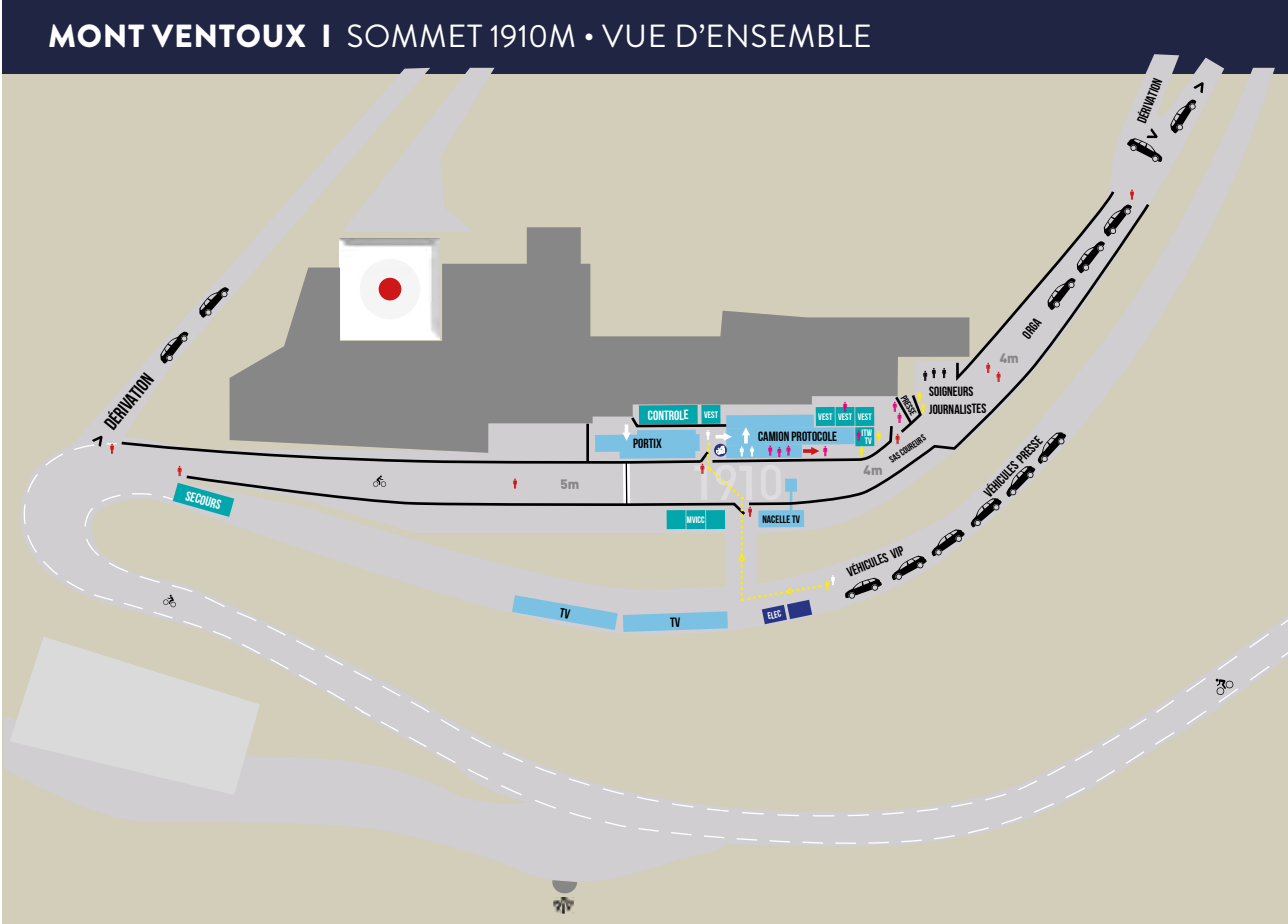 MONT VENTOUX I SOMMET 1910M • VUE D'ENSEMBLE
DÉRIVATION
DÉRIVATION
ORGA
4m
SOIGNEURS
JOURNALISTES
PRESSE
CONTROLE
VEST
VEST
VEST
VEST
PORTIX
CAMION PROTOCOLE
ITW
TV
SAS COUREURS
4m
1910
5m
SECOURS
MVICC
NACELLE TV
VÉHICULES PRESSE
VÉHICULES VIP
TV
TV
ELEC